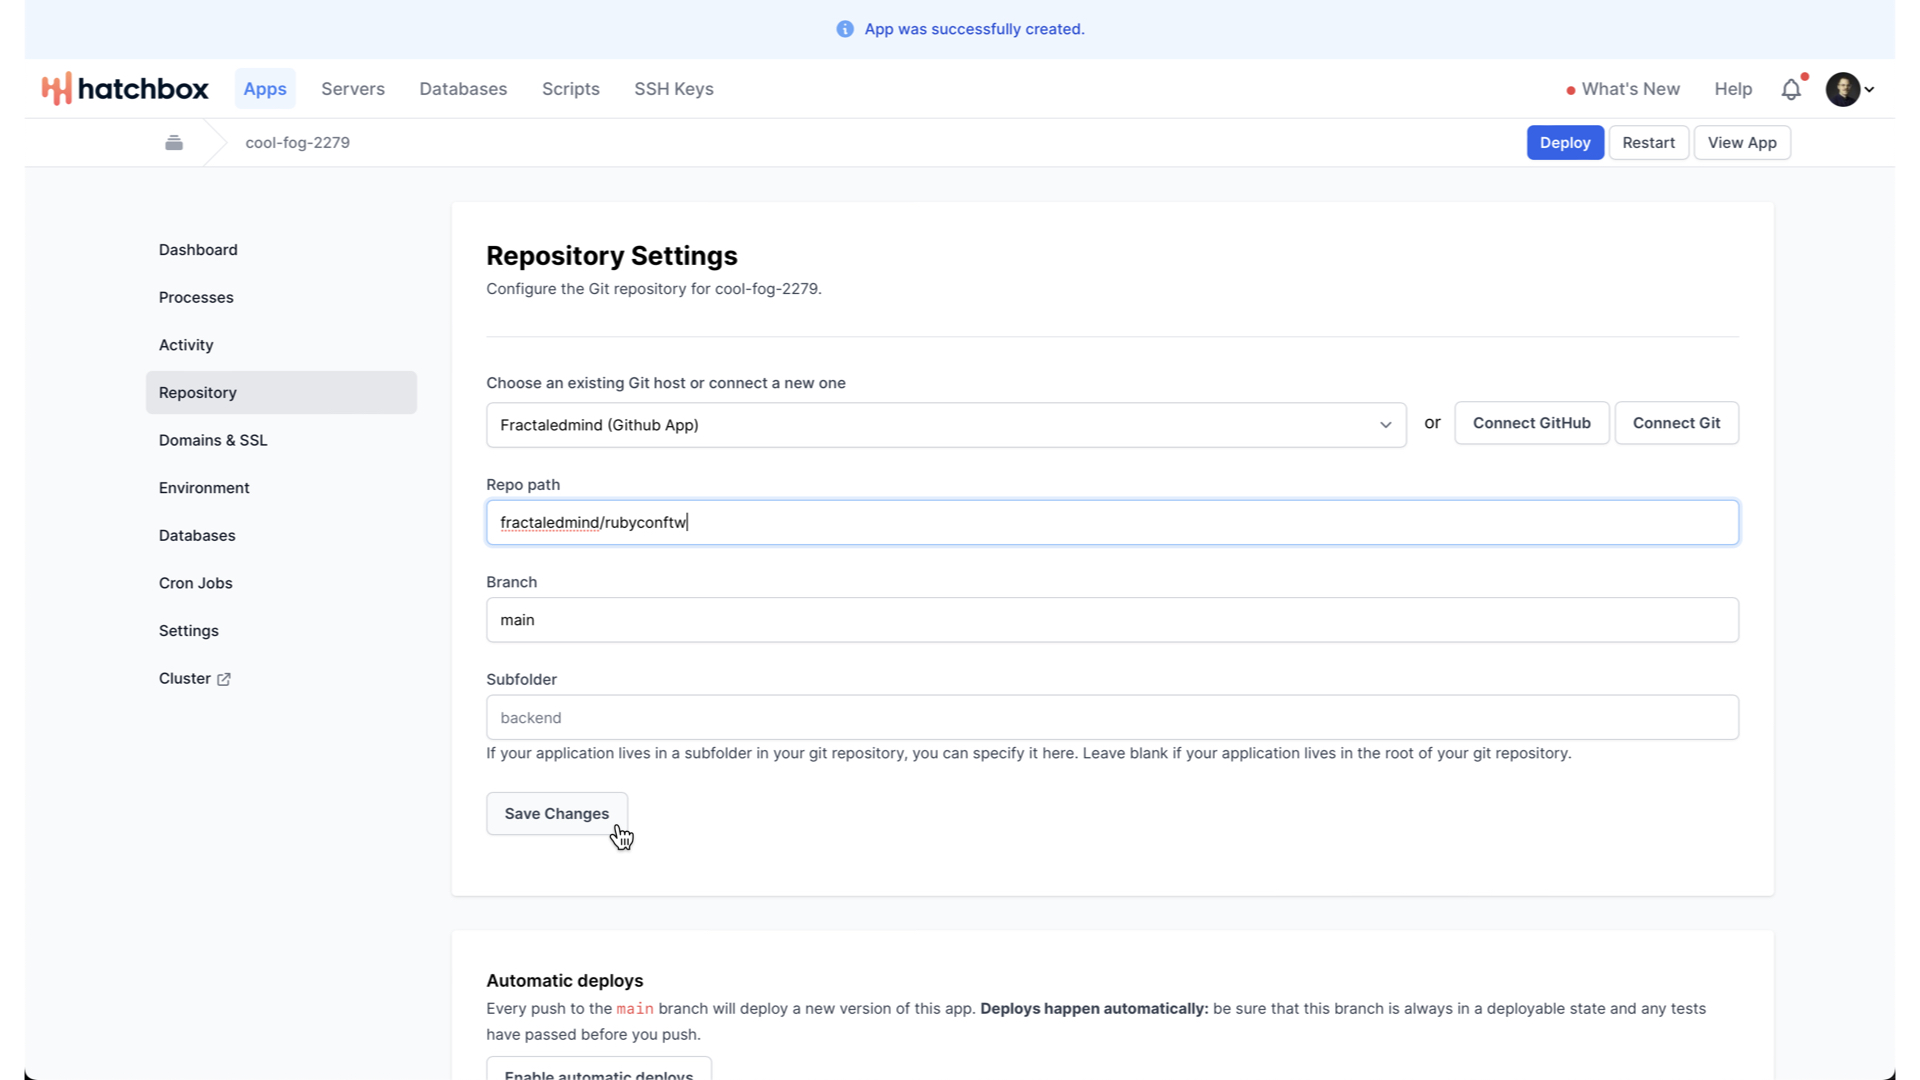 App was successfully created.
hatchbox
Apps
Servers
Databases
Scripts
SSH Keys
What's New
Help
cool-fog-2279
Deploy
Restart
View App
Dashboard
Processes
Activity
Repository
Domains & SSL
Environment
Databases
Cron Jobs
Settings
Cluster
Repository Settings
Configure the Git repository for cool-fog-2279.
Choose an existing Git host or connect a new one
Fractaledmind (Github App)
or
Connect GitHub
Connect Git
Repo path
fractaledmind/rubyconftw
Branch
main
Subfolder
backend
If your application lives in a subfolder in your git repository, you can specify it here. Leave blank if your application lives in the root of your git repository.
Save Changes
Automatic deploys
Every push to the main branch will deploy a new version of this app. Deploys happen automatically: be sure that this branch is always in a deployable state and any tests
have passed before you push.
Enable automatic deploys